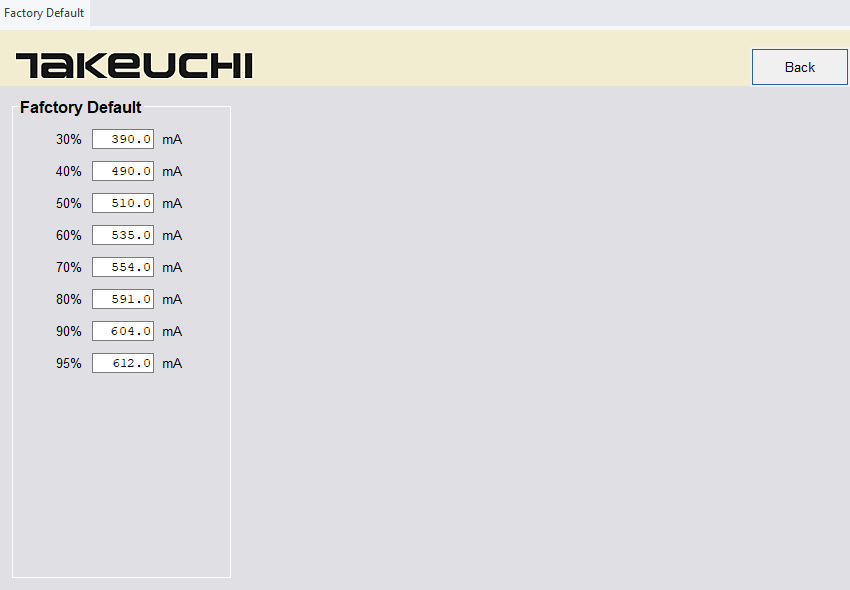 Factory Default
TAKEUCHI
Back
Fafctory Default
30% 390.0 mA
40% 490.0 mA
50% 510.0 mA
60% 535.0 mA
70% 554.0 mA
80% 591.0 mA
90% 604.0 mA
95% 612.0 mA